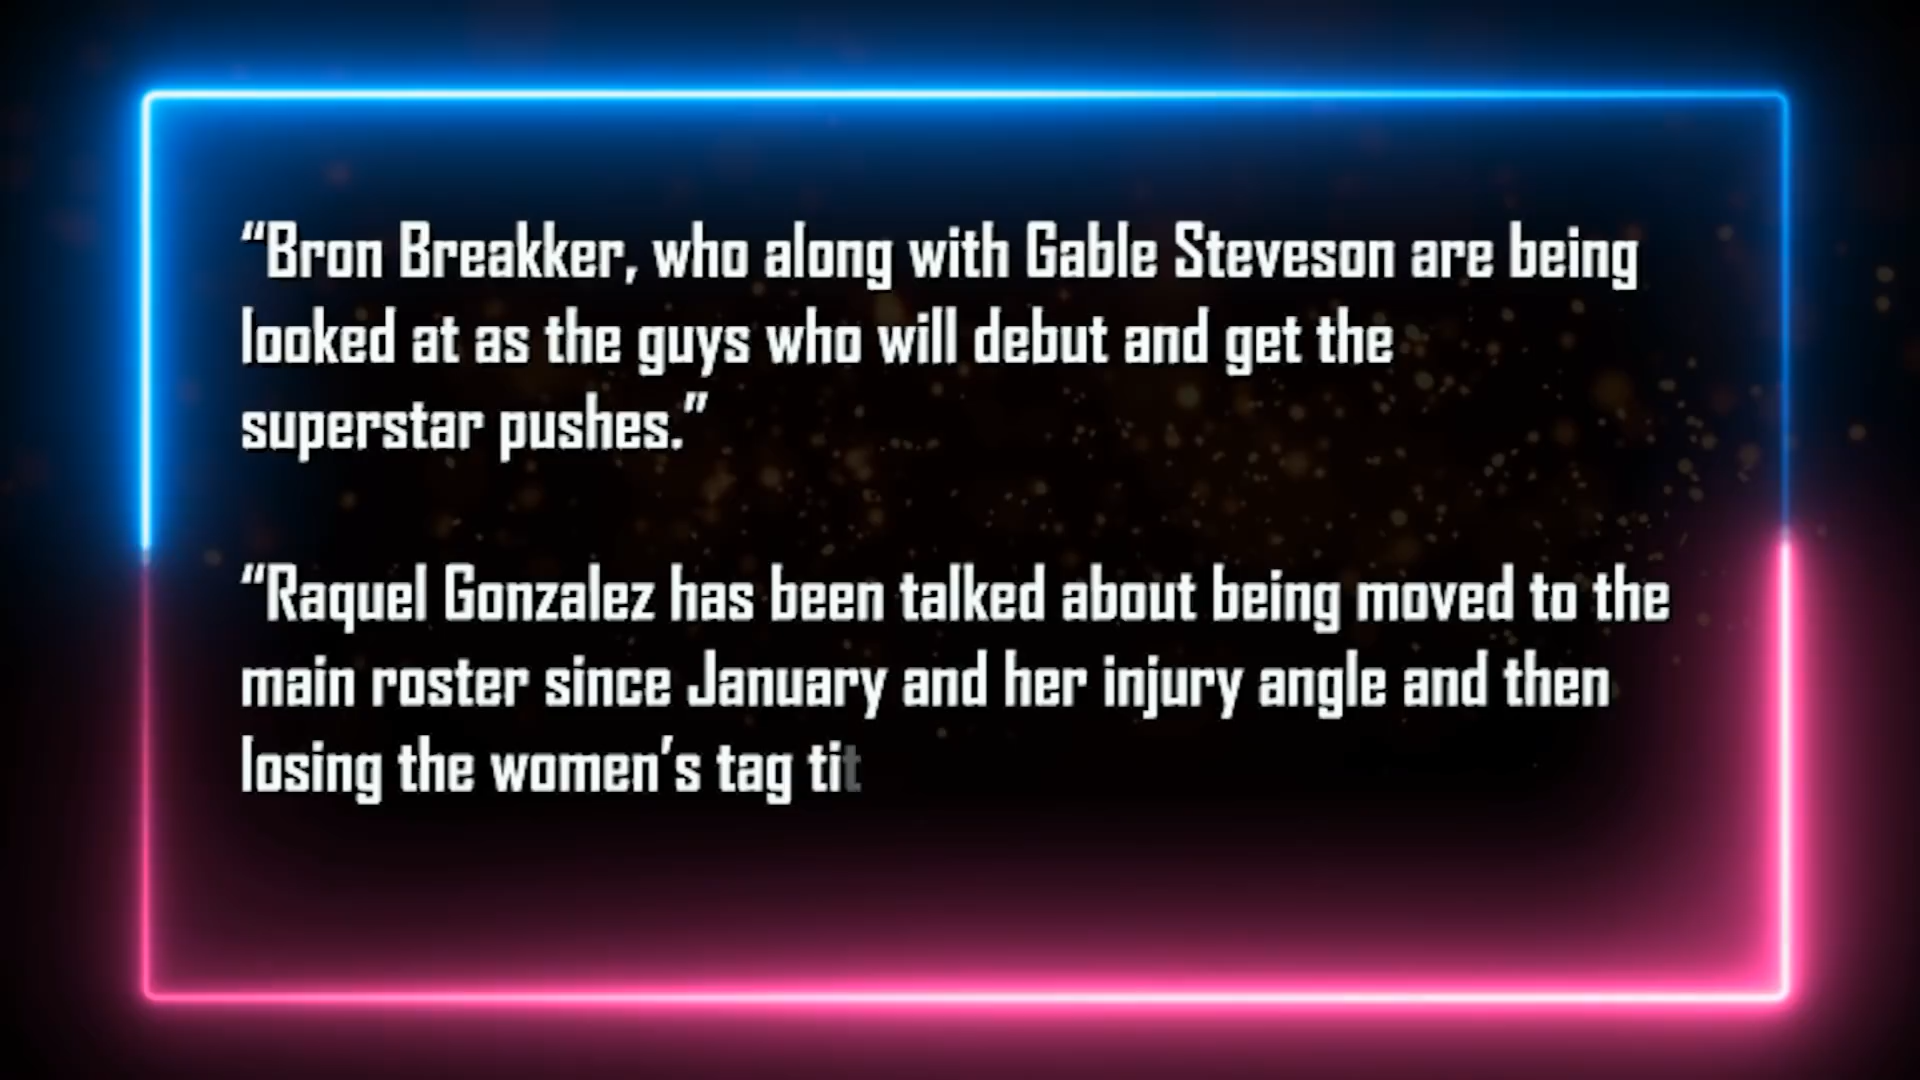 “Bron Breakker, who along with Gable Steveson are being
looked at as the guys who will debut and get the
superstar pushes.”
“Raquel Gonzalez has been talked about being moved to the
main roster since January and her injury angle and then
losing the women’s tag tit